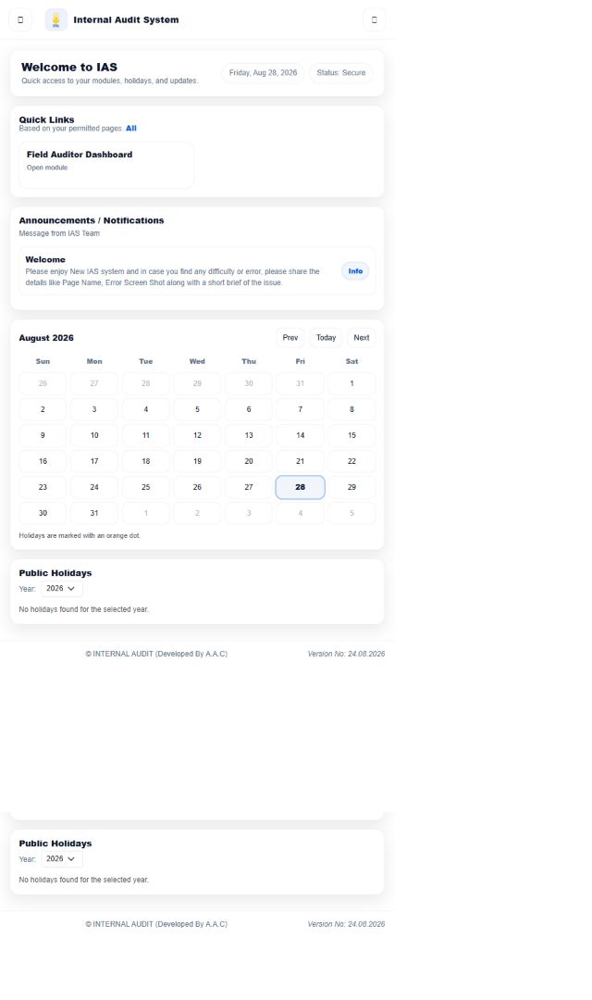 Internal Audit System
Welcome to IAS
Quick access to your modules, holidays, and updates.
Friday, Aug 28, 2026
Status: Secure
Quick Links
Based on your permitted pages. All
Field Auditor Dashboard
Open module
Announcements / Notifications
Message from IAS Team
Welcome
Please enjoy New IAS system and in case you find any difficulty or error, please share the
details like Page Name, Error Screen Shot along with a short brief of the issue.
Info
August 2026
Prev Today Next
Sun Mon Tue Wed Thu Fri Sat
26 27 28 29 30 31 1
2 3 4 5 6 7 8
9 10 11 12 13 14 15
16 17 18 19 20 21 22
23 24 25 26 27 28 29
30 31 1 2 3 4 5
Holidays are marked with an orange dot.
Public Holidays
Year: 2026
No holidays found for the selected year.
© INTERNAL AUDIT (Developed By A.A.C) Version No: 24.08.2026
Public Holidays
Year: 2026
No holidays found for the selected year.
© INTERNAL AUDIT (Developed By A.A.C) Version No: 24.08.2026